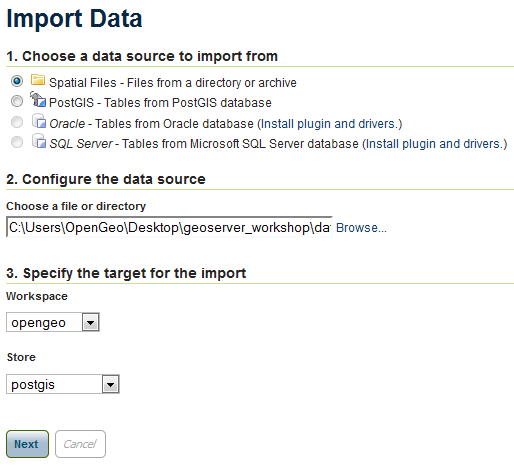 Import Data
1. Choose a data source to import from
Spatial Files - Files from a directory or archive
PostGIS - Tables from PostGIS database
Oracle - Tables from Oracle database (Install plugin and drivers.)
SQL Server - Tables from Microsoft SQL Server database (Install plugin and drivers.)
2. Configure the data source
Choose a file or directory
C:\Users\OpenGeo\Desktop\geoserver_workshop\da Browse...
3. Specify the target for the import
Workspace
opengeo
Store
postgis
Next Cancel